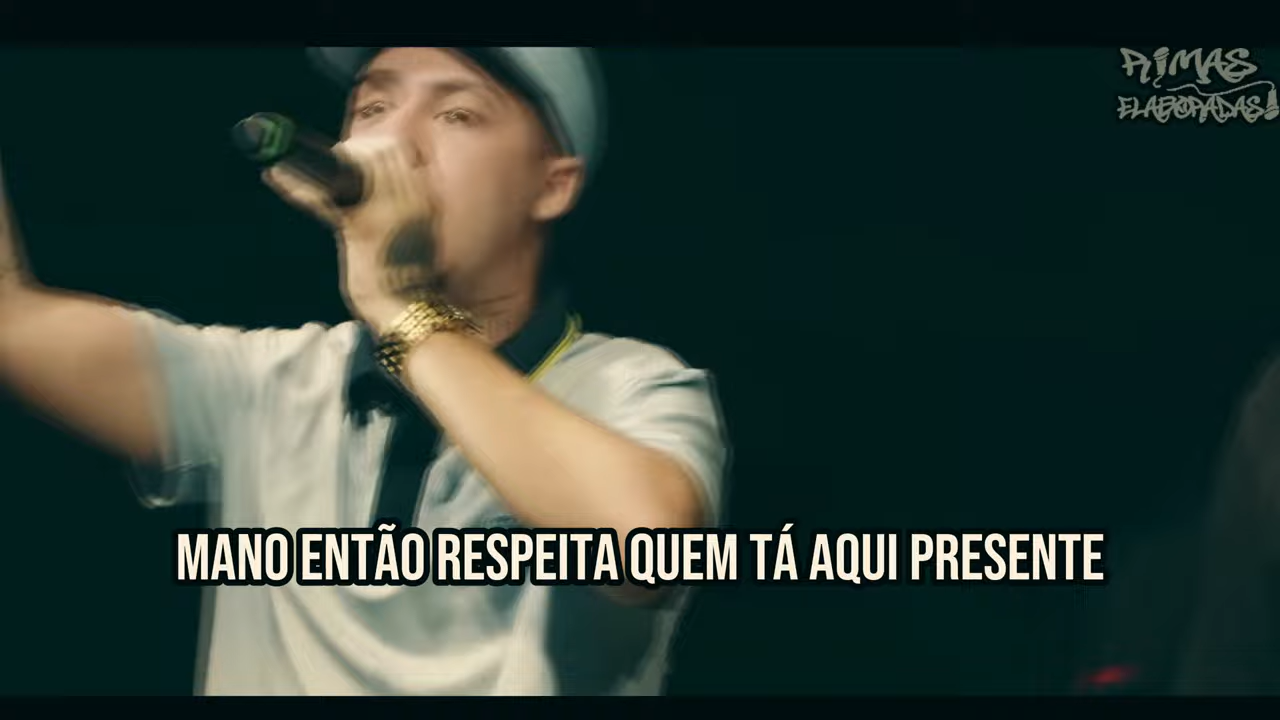 RIMAS
ELABORADAS!
MANO ENTÃO RESPEITA QUEM TÁ AQUI PRESENTE